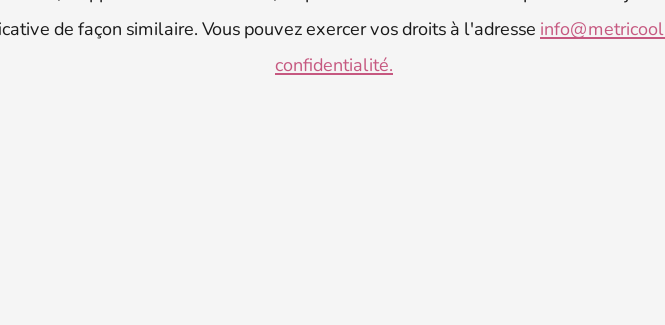 icative de façon similaire. Vous pouvez exercer vos droits à l'adresse info@metricool
confidentialité.